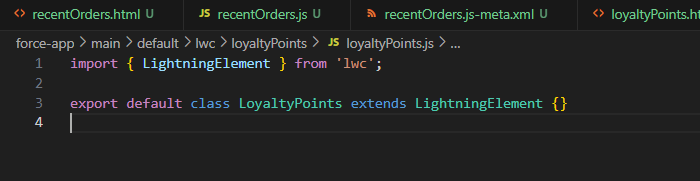 <> recentOrders.html U JS recentOrders.js U recentOrders.js-meta.xml U <> loyaltyPoints.ht
force-app > main > default > lwc > loyaltyPoints > JS loyaltyPoints.js > ...
1 import { LightningElement } from 'lwc';
2
3 export default class LoyaltyPoints extends LightningElement {}
4